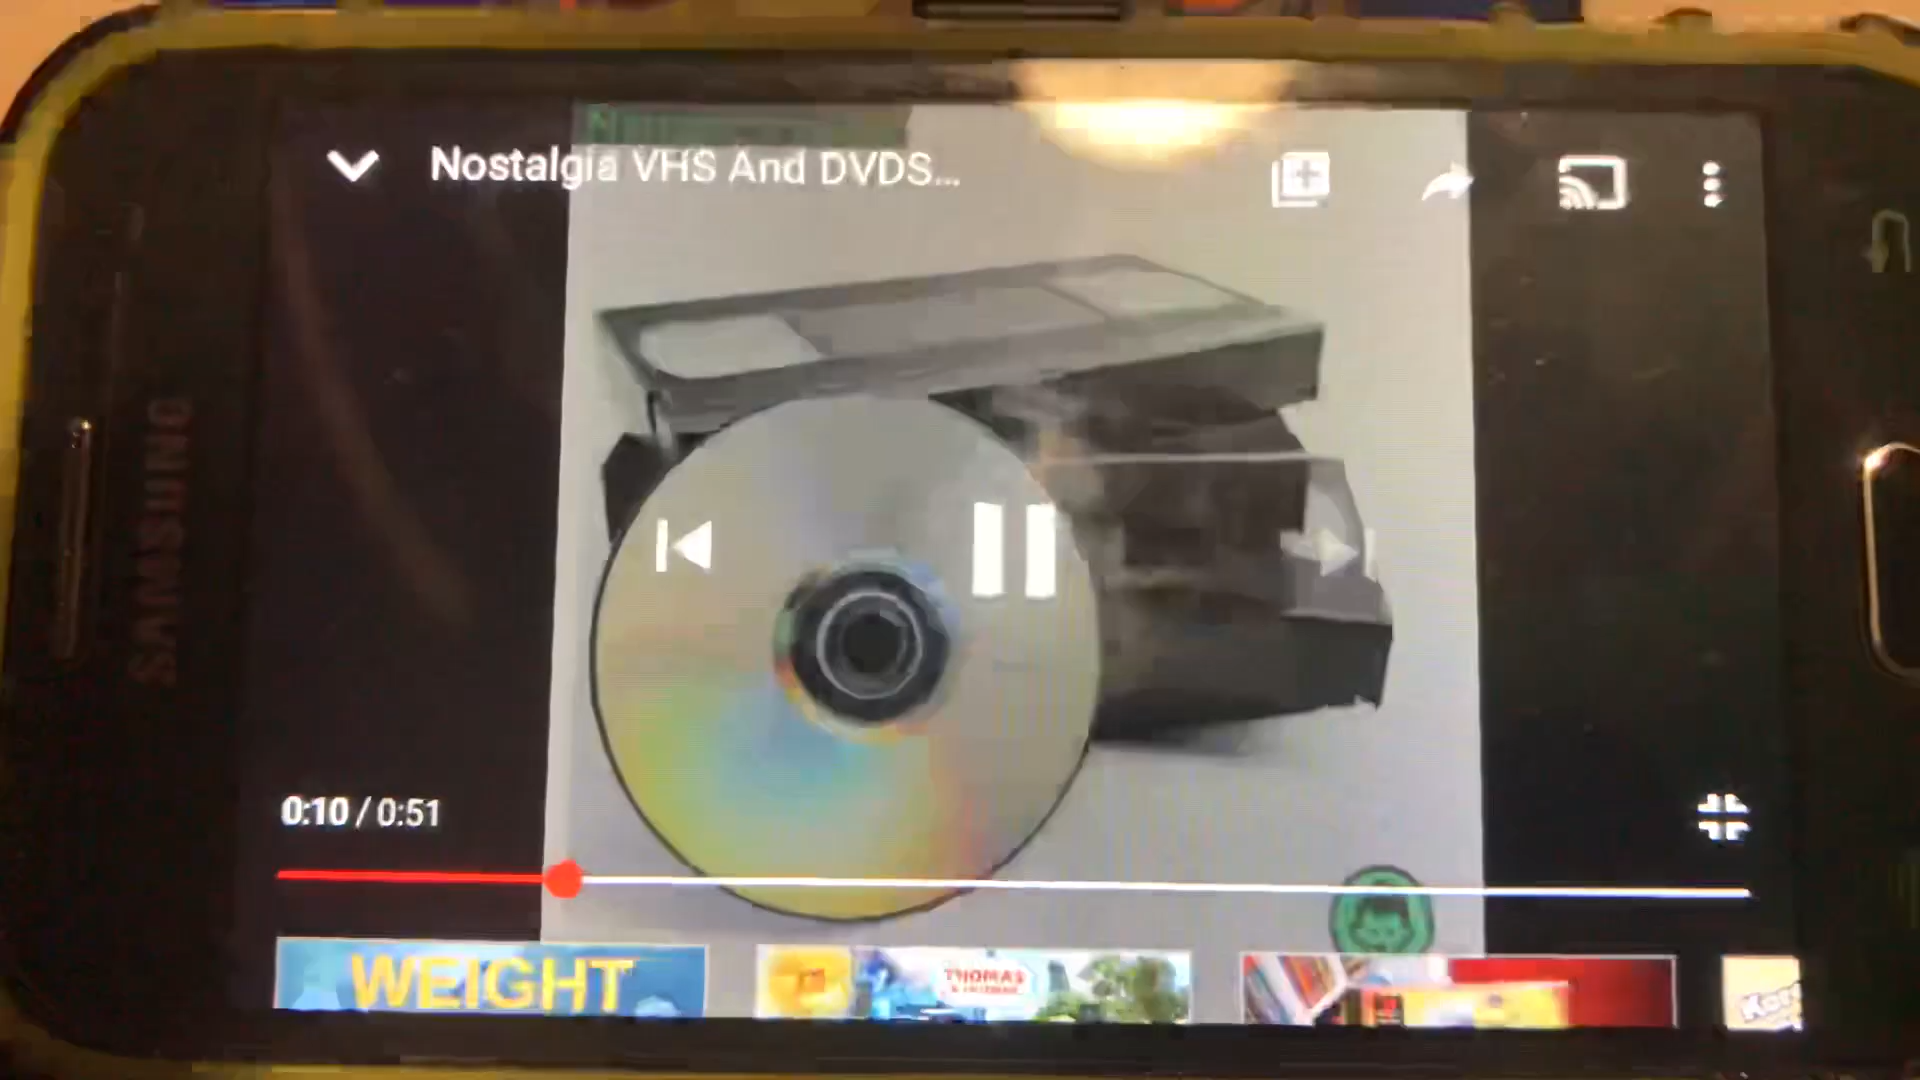 Nostalgia VHS And DVDS...
SAMSUNG
0:10 / 0:51
WEIGHT
THOMAS